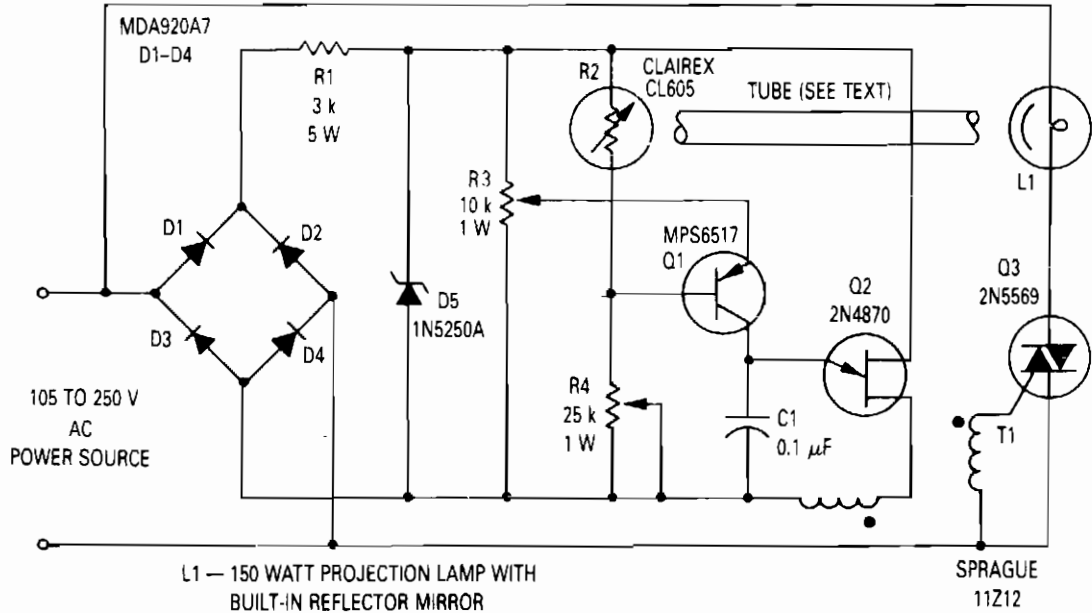 MDA920A7
D1–D4
R1
3 k
5 W
R2
CLAIREX
CL605
TUBE (SEE TEXT)
L1
D1
D2
D3
D4
R3
10 k
1 W
D5
1N5250A
MPS6517
Q1
Q2
2N4870
Q3
2N5569
R4
25 k
1 W
C1
0.1 μF
T1
105 TO 250 V
AC
POWER SOURCE
L1 — 150 WATT PROJECTION LAMP WITH
BUILT-IN REFLECTOR MIRROR
SPRAGUE
11Z12